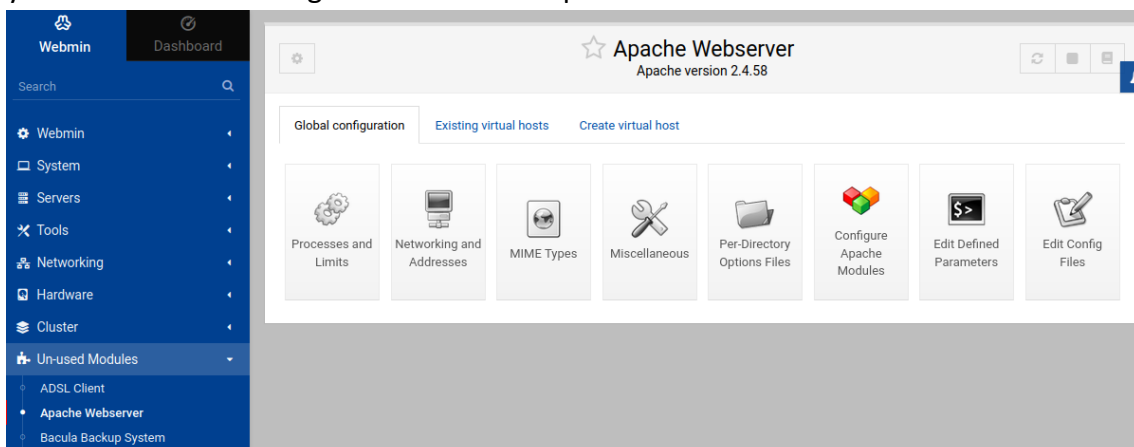 Webmin
Dashboard
Search
Webmin
System
Servers
Tools
Networking
Hardware
Cluster
Un-used Modules
ADSL Client
Apache Webserver
Bacula Backup System
Apache Webserver
Apache version 2.4.58
Global configuration
Existing virtual hosts
Create virtual host
Processes and
Limits
Networking and
Addresses
MIME Types
Miscellaneous
Per-Directory
Options Files
Configure
Apache
Modules
$>
Edit Defined
Parameters
Edit Config
Files